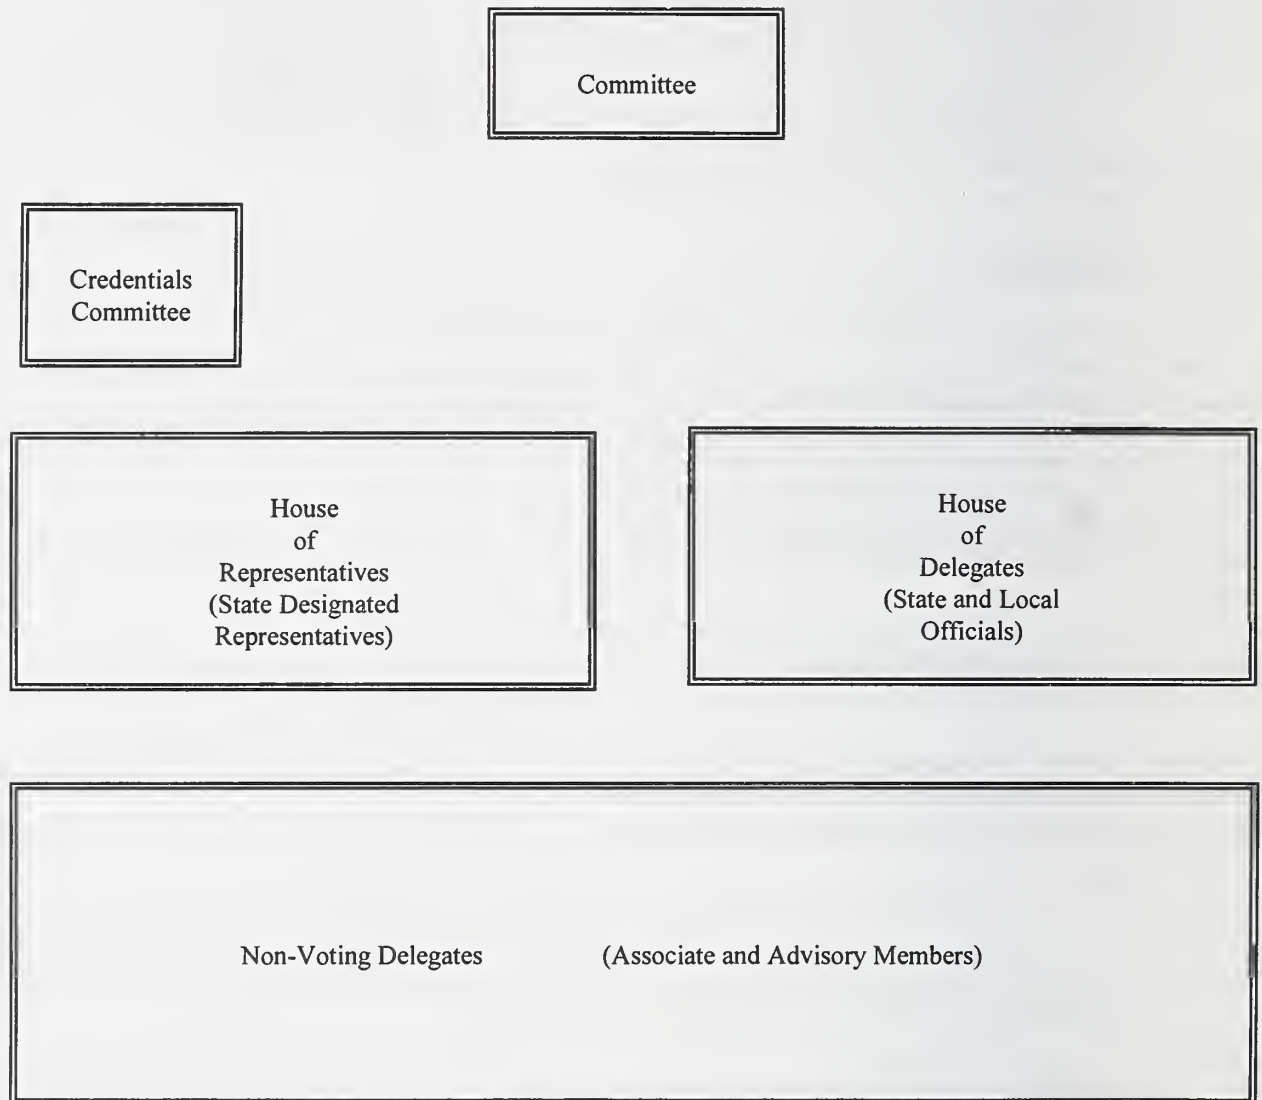 Committee
Credentials
Committee
House
of
Representatives
(State Designated
Representatives)
House
of
Delegates
(State and Local
Officials)
Non-Voting Delegates (Associate and Advisory Members)